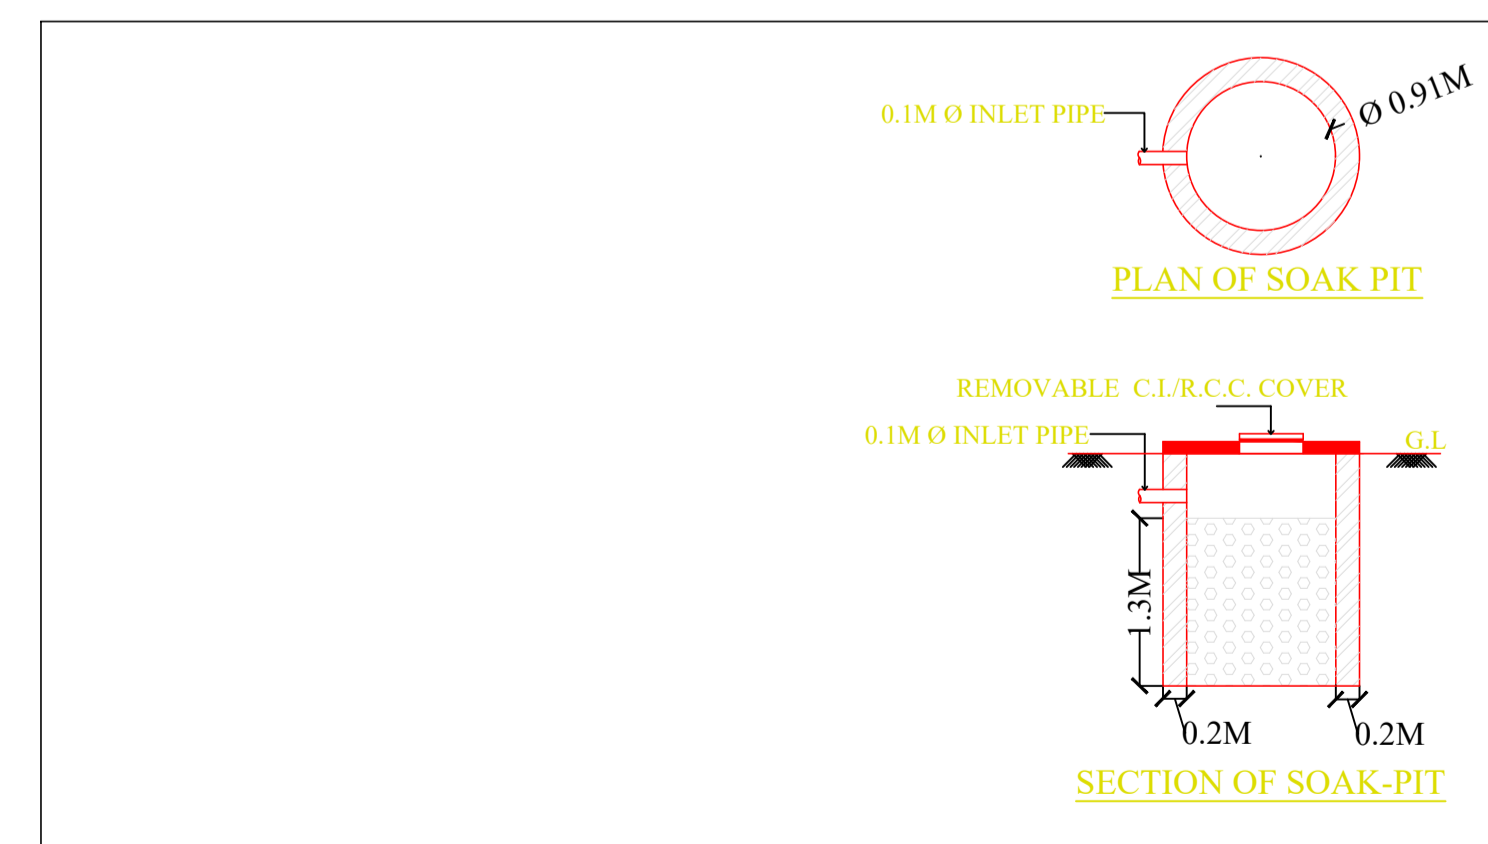 0.1M Ø INLET PIPE
Ø 0.91M
PLAN OF SOAK PIT
REMOVABLE C.I./R.C.C. COVER
0.1M Ø INLET PIPE
G.L
1.3M
0.2M
0.2M
SECTION OF SOAK-PIT